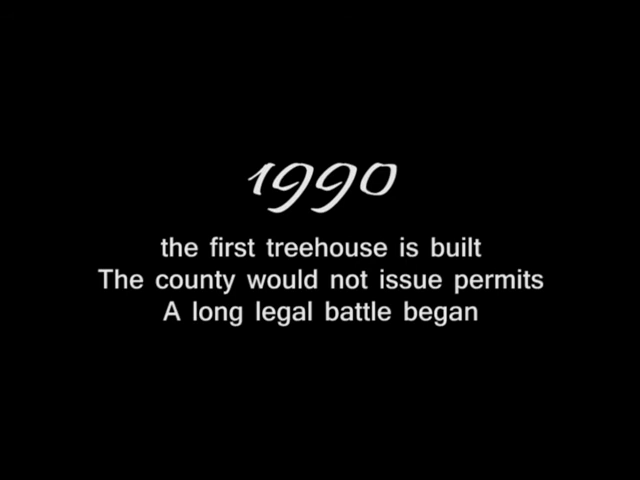 1990
the first treehouse is built
The county would not issue permits
A long legal battle began